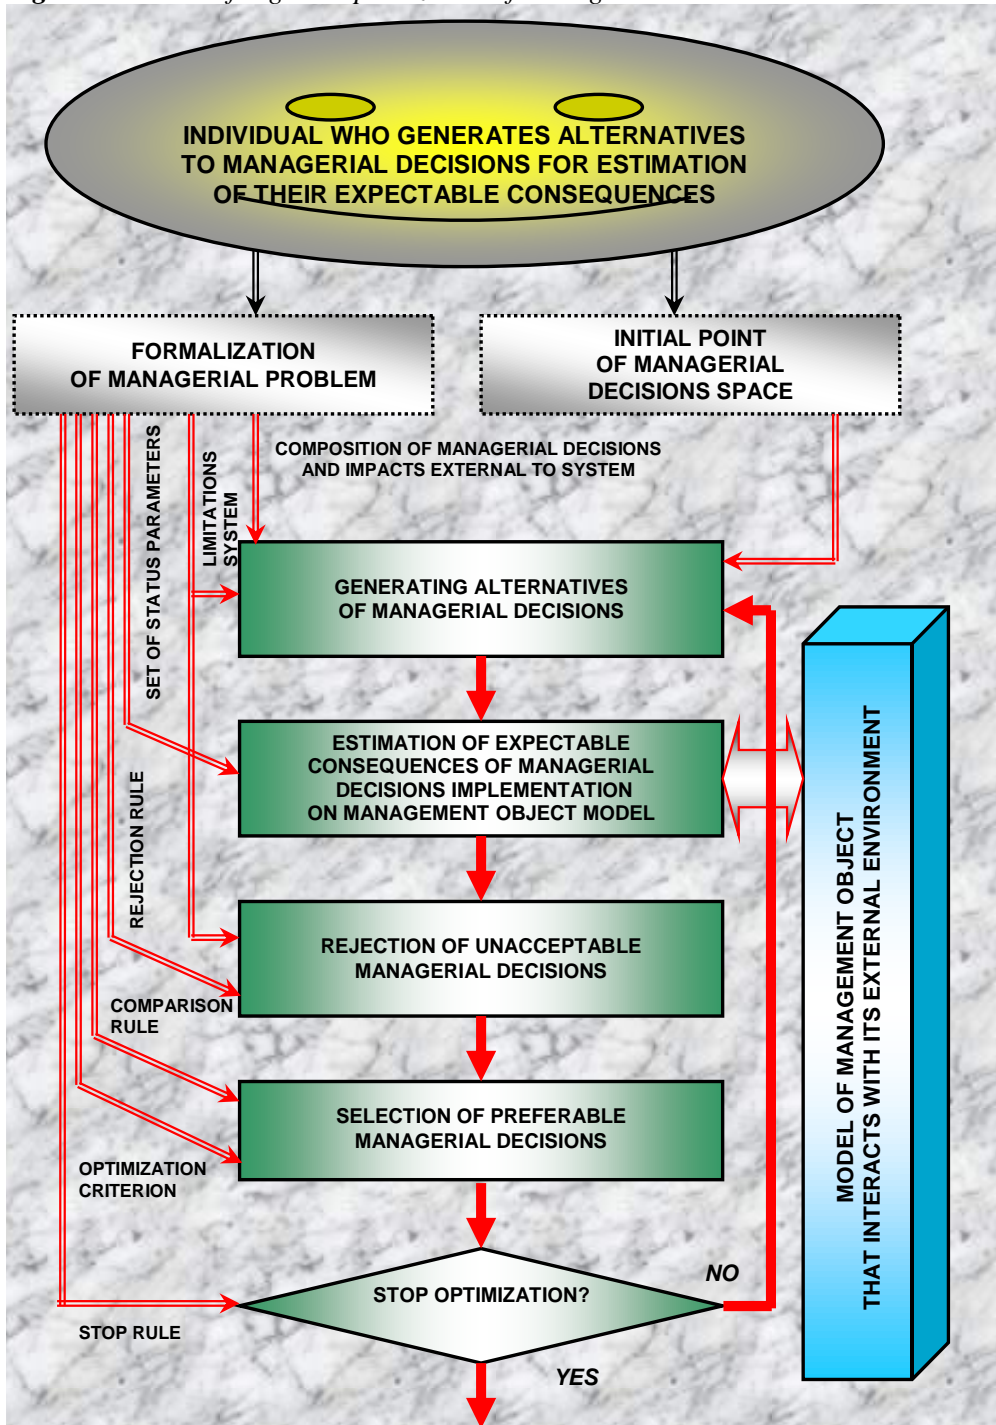 INDIVIDUAL WHO GENERATES ALTERNATIVES
TO MANAGERIAL DECISIONS FOR ESTIMATION
OF THEIR EXPECTABLE CONSEQUENCES
FORMALIZATION
OF MANAGERIAL PROBLEM
INITIAL POINT
OF MANAGERIAL
DECISIONS SPACE
COMPOSITION OF MANAGERIAL DECISIONS
AND IMPACTS EXTERNAL TO SYSTEM
SET OF STATUS PARAMETERS
LIMITATIONS
SYSTEM
GENERATING ALTERNATIVES
OF MANAGERIAL DECISIONS
ESTIMATION OF EXPECTABLE
CONSEQUENCES OF MANAGERIAL
DECISIONS IMPLEMENTATION
ON MANAGEMENT OBJECT MODEL
REJECTION RULE
REJECTION OF UNACCEPTABLE
MANAGERIAL DECISIONS
COMPARISON
RULE
SELECTION OF PREFERABLE
MANAGERIAL DECISIONS
OPTIMIZATION
CRITERION
STOP OPTIMIZATION?
NO
STOP RULE
YES
MODEL OF MANAGEMENT OBJECT
THAT INTERACTS WITH ITS EXTERNAL ENVIRONMENT